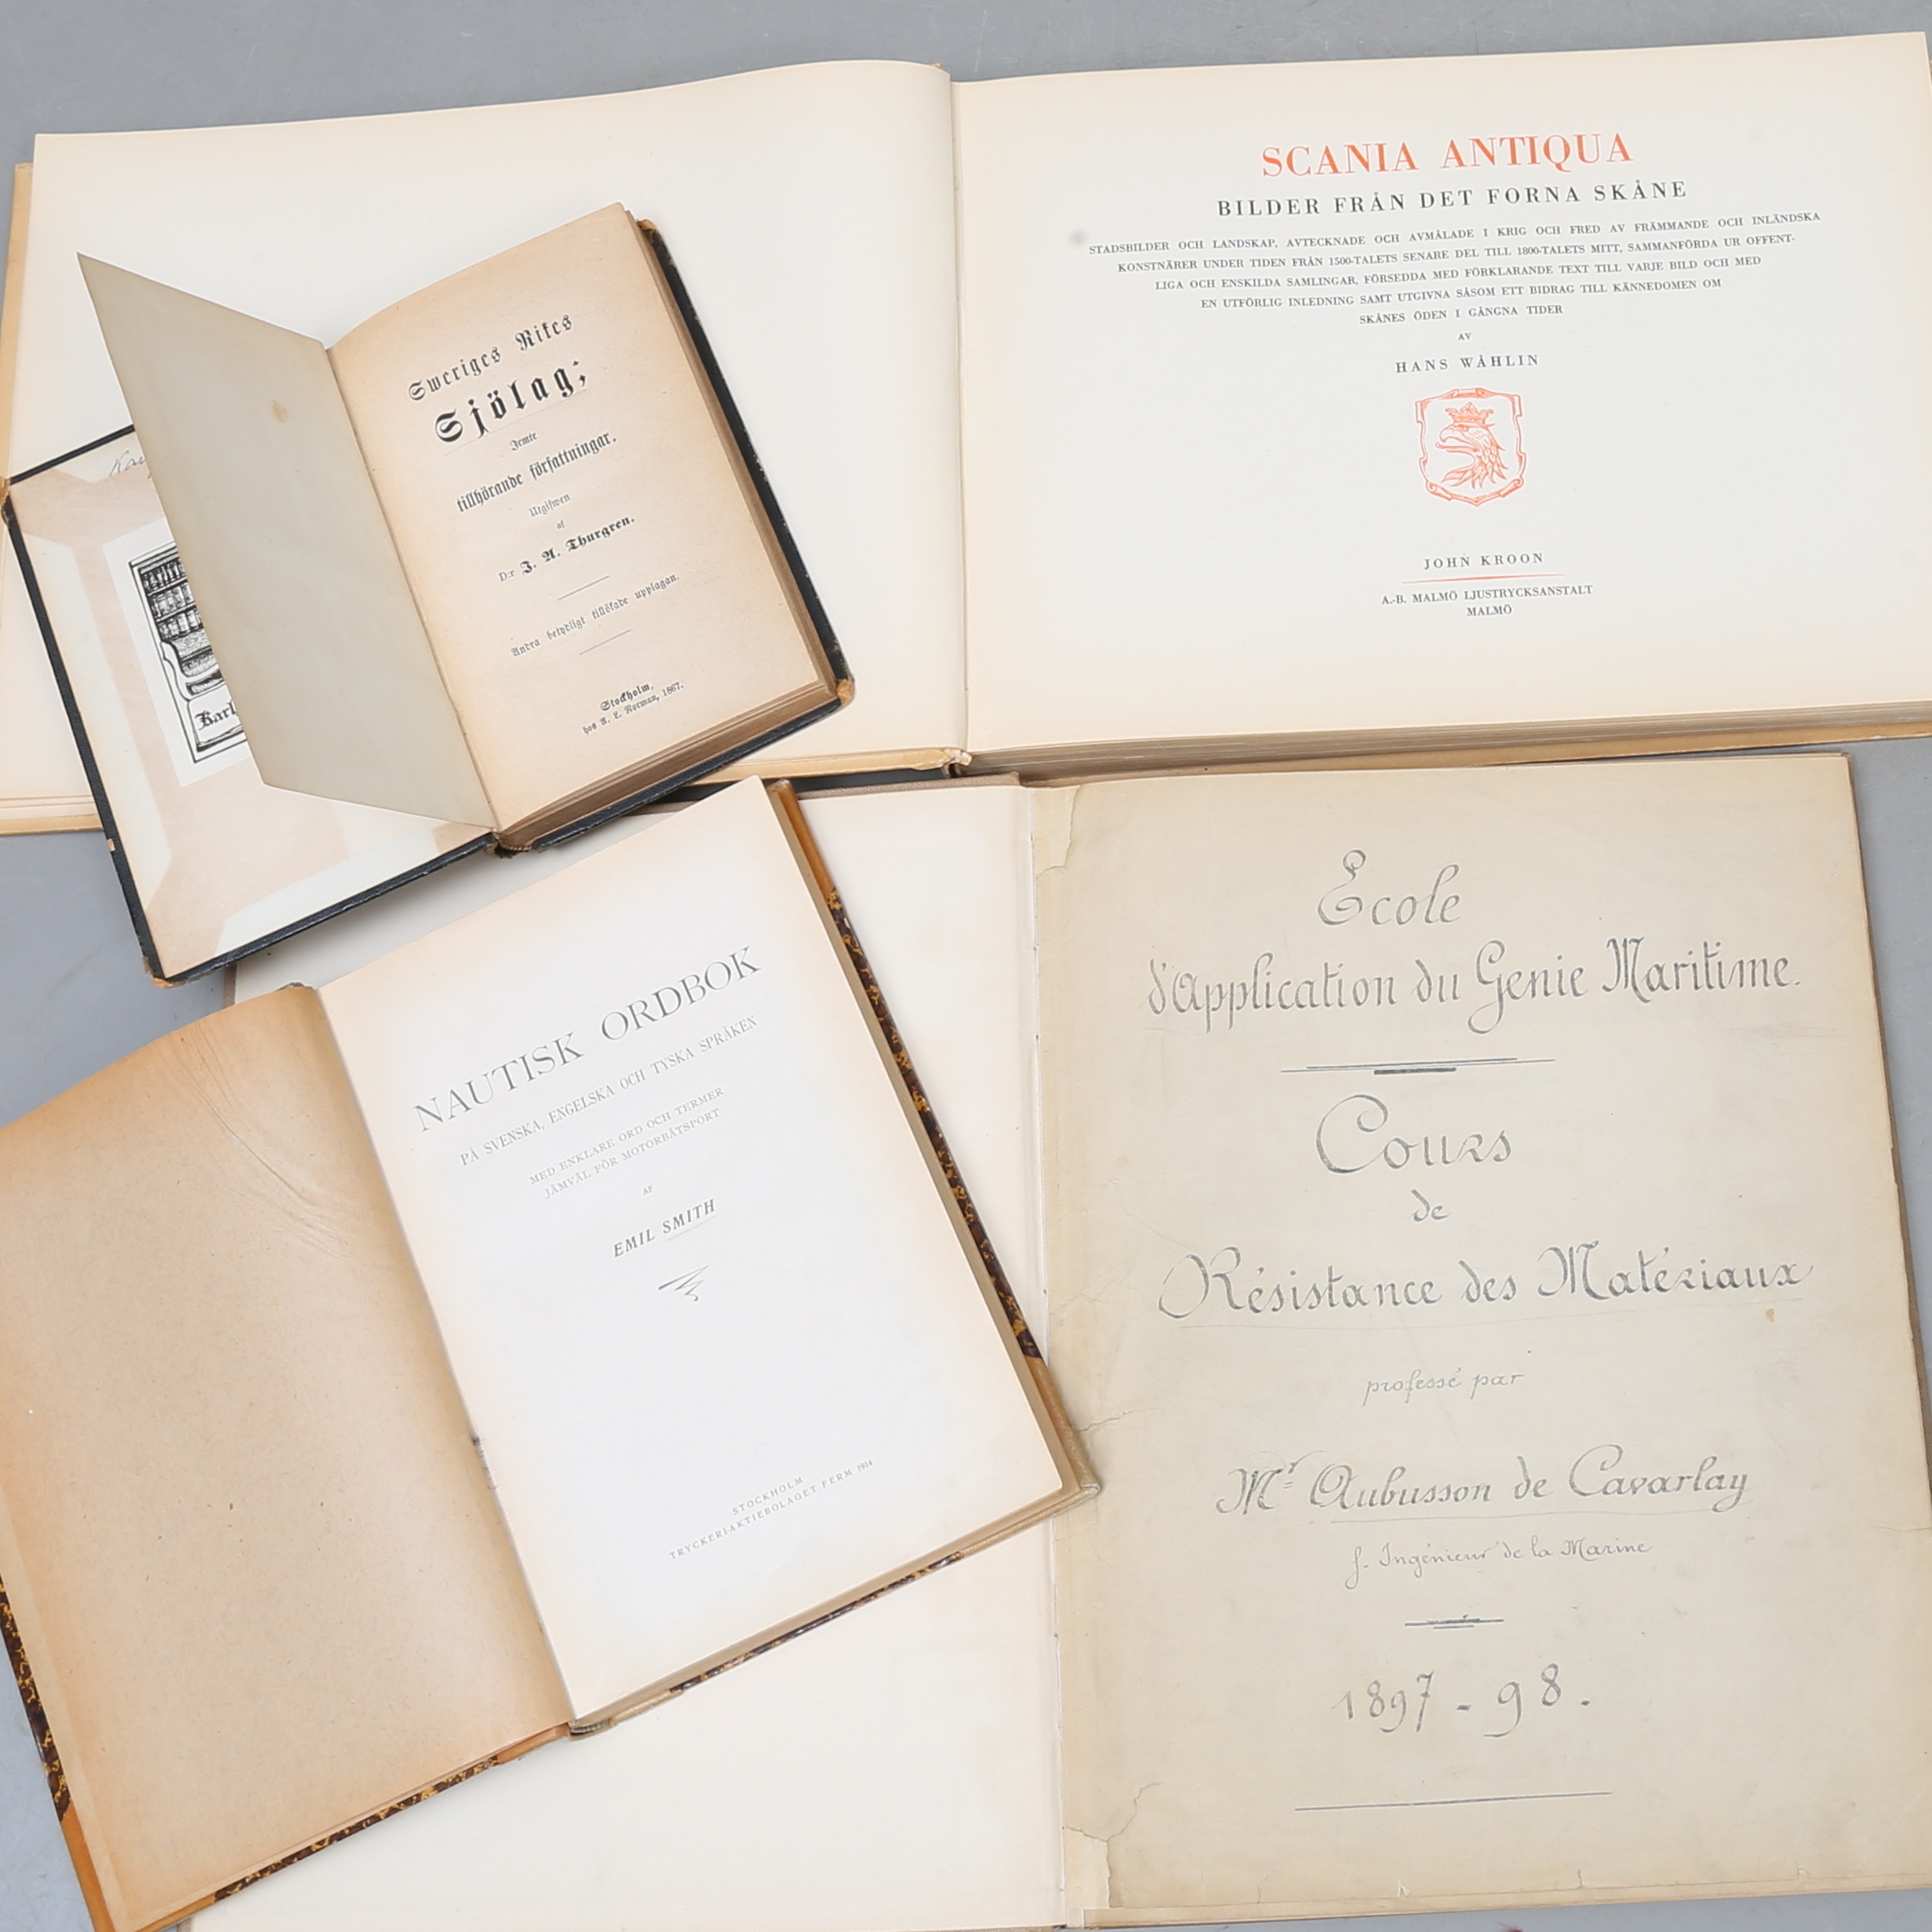 SCANIA ANTIQUA
BILDER FRÅN DET FORNA SKÅNE
STADSBILDER OCH LANDSKAP, AVTECKNADE OCH AVMÅLADE I KRIG OCH FRED AV FRÄMMANDE OCH INLÄNDSKA
KONSTNÄRER UNDER TIDEN FRÅN 1500-TALETS SENARE DEL TILL 1800-TALETS MITT, SAMMANFÖRDA UR OFFENT-
LIGA OCH ENSKILDA SAMLINGAR, FÖRSEDDA MED FÖRKLARANDE TEXT TILL VARJE BILD OCH MED
EN UTFÖRLIG INLEDNING SAMT UTGIVNA SÅSOM ETT BIDRAG TILL KÄNNEDOMEN OM
SKÅNES ÖDEN I GÅNGNA TIDER
AV
HANS WÅHLIN
JOHN KROON
A.-B. MALMÖ LJUSTRYCKSANSTALT
MALMÖ
Sweriges Rikes
Sjölag;
Jemte
tillhörande författningar.
Utgifwen
af
D:r J. A. Thurgren.
Andra betydligt tillökade upplagan.
Stockholm,
hos A. L. Norman, 1867.
Karl
NAUTISK ORDBOK
PÅ SVENSKA, ENGELSKA OCH TYSKA SPRÅKEN
MED ENKLARE ORD OCH TERMER
JÄMVÄL FÖR MOTORBÅTSPORT
AF
EMIL SMITH
STOCKHOLM
TRYCKERI-AKTIEBOLAGET FERM 1914
École
d'Application du Genie Maritime.
Cours
de
Résistance des Matériaux
professé par
Mr Aubusson de Cavarlay
s-Ingénieur de la Marine
1897-98.